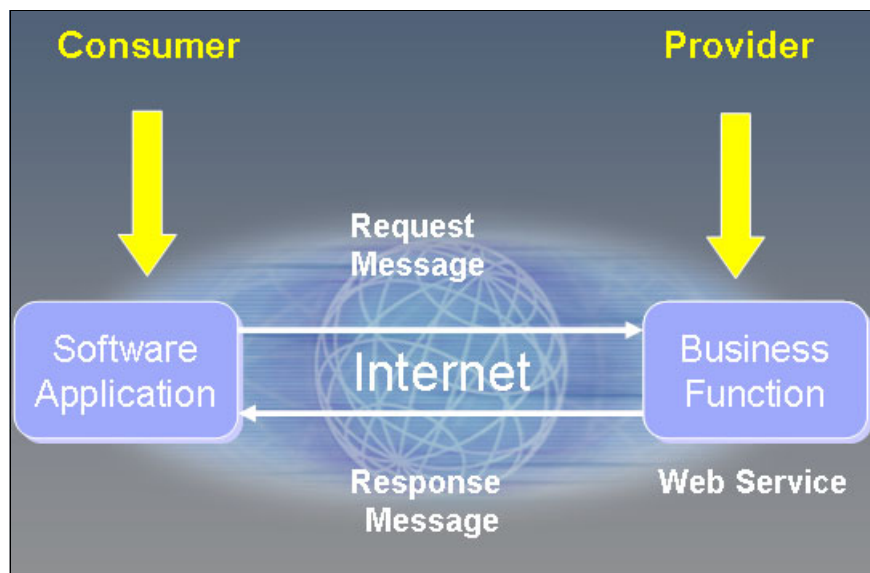 Consumer
Provider
Request
Message
Software
Application
Internet
Business
Function
Response
Message
Web Service